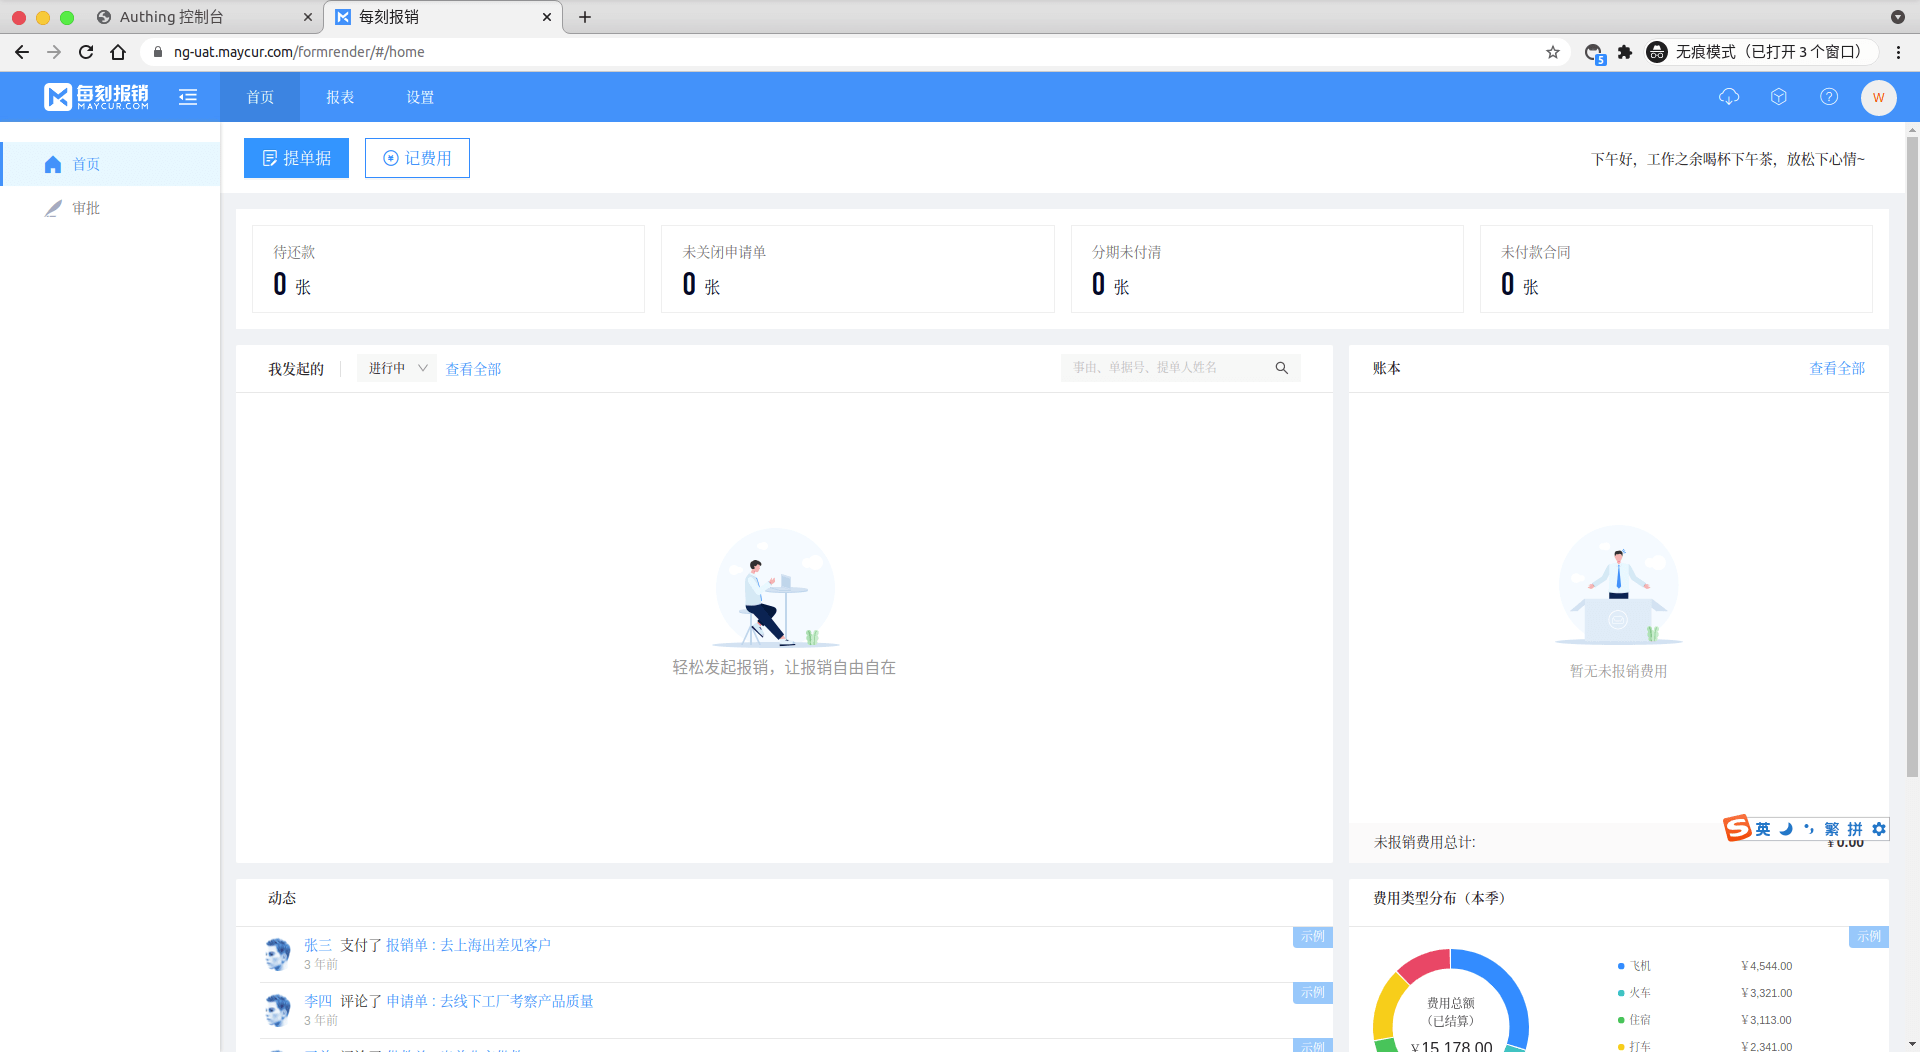 Authing 控制台
每刻报销
ng-uat.maycur.com/formrender/#/home
5
无痕模式（已打开 3 个窗口）
每刻报销
MAYCUR.COM
首页
报表
设置
W
首页
审批
提单据
记费用
下午好，工作之余喝杯下午茶，放松下心情~
待还款
0 张
未关闭申请单
0 张
分期未付清
0 张
未付款合同
0 张
我发起的
进行中
查看全部
事由、单据号、提单人姓名
账本
查看全部
轻松发起报销，让报销自由自在
暂无未报销费用
英 繁 拼
未报销费用总计:
¥0.00
动态
费用类型分布（本季）
张三 支付了 报销单 : 去上海出差见客户
3 年前
示例
李四 评论了 申请单 : 去线下工厂考察产品质量
3 年前
示例
示例
示例
费用总额
（已结算）
¥15,178.00
飞机 ¥4,544.00
火车 ¥3,321.00
住宿 ¥3,113.00
打车 ¥2,341.00